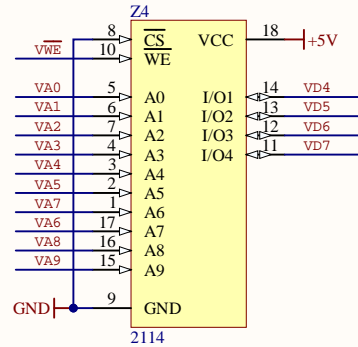 Z4
8 CS VCC 18 +5V
VWE 10 WE
VA0 5 A0 I/O1 14 VD4
VA1 6 A1 I/O2 13 VD5
VA2 7 A2 I/O3 12 VD6
VA3 4 A3 I/O4 11 VD7
VA4 3 A4
VA5 2 A5
VA7 1 A6
VA6 17 A7
VA8 16 A8
VA9 15 A9
GND 9 GND
2114